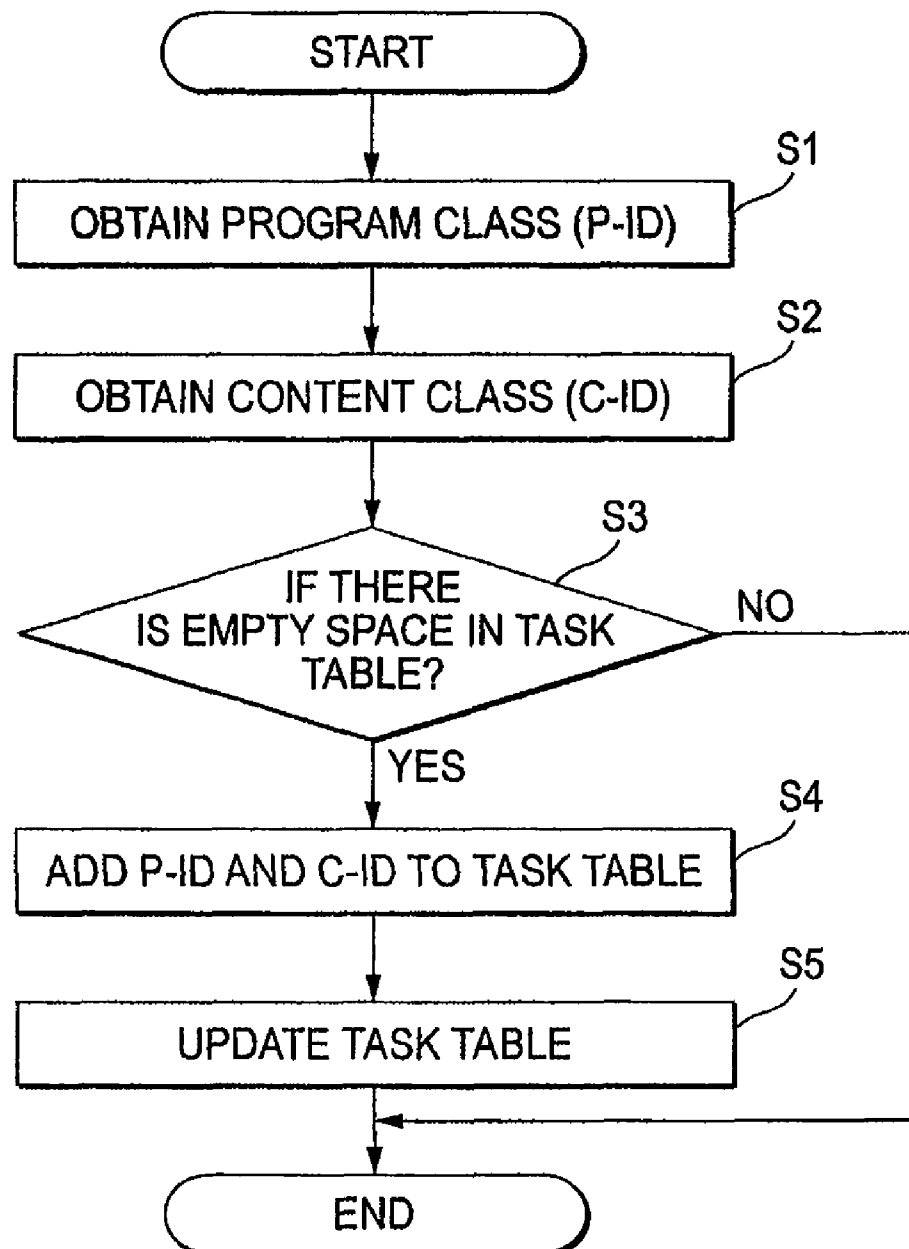 START
S1
OBTAIN PROGRAM CLASS (P-ID)
S2
OBTAIN CONTENT CLASS (C-ID)
S3
IF THERE
IS EMPTY SPACE IN TASK
TABLE?
NO
YES
S4
ADD P-ID AND C-ID TO TASK TABLE
S5
UPDATE TASK TABLE
END